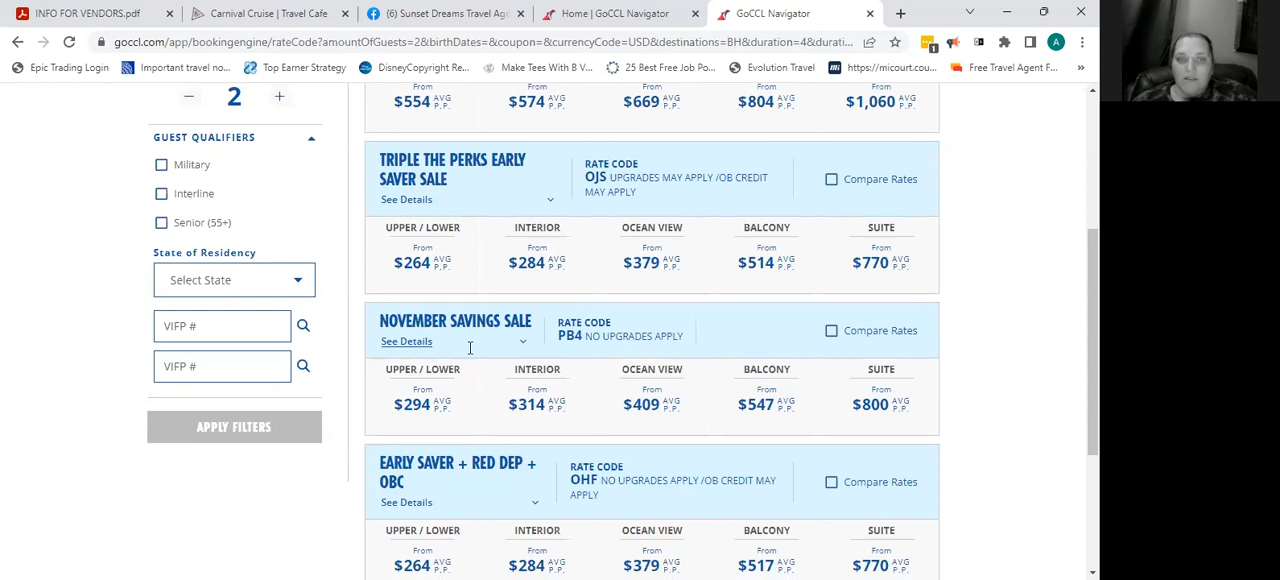 INFO FOR VENDORS.pdf
Carnival Cruise | Travel Cafe
(6) Sunset Dreams Travel Age
Home | GoCCL Navigator
GoCCL Navigator
goccl.com/app/bookingengine/rateCode?amountOfGuests=2&birthDates=&coupon=&currencyCode=USD&destinations=BH&duration=4&durati...
1
A
Epic Trading Login
Important travel no...
Top Earner Strategy
DisneyCopyright Re...
Make Tees With B V...
25 Best Free Job Po...
Evolution Travel
https://micourt.cou...
Free Travel Agent F...
»
2
GUEST QUALIFIERS
Military
Interline
Senior (55+)
State of Residency
Select State
VIFP #
VIFP #
APPLY FILTERS
$554 AVG P.P. $574 AVG P.P. $669 AVG P.P. $804 AVG P.P. $1,060 AVG P.P.
TRIPLE THE PERKS EARLY
SAVER SALE
See Details
RATE CODE
OJS UPGRADES MAY APPLY /OB CREDIT
MAY APPLY
Compare Rates
UPPER / LOWER INTERIOR OCEAN VIEW BALCONY SUITE
From From From From From
$264 AVG P.P. $284 AVG P.P. $379 AVG P.P. $514 AVG P.P. $770 AVG P.P.
NOVEMBER SAVINGS SALE
See Details
RATE CODE
PB4 NO UPGRADES APPLY
Compare Rates
UPPER / LOWER INTERIOR OCEAN VIEW BALCONY SUITE
From From From From From
$294 AVG P.P. $314 AVG P.P. $409 AVG P.P. $547 AVG P.P. $800 AVG P.P.
EARLY SAVER + RED DEP +
OBC
See Details
RATE CODE
OHF NO UPGRADES APPLY /OB CREDIT MAY
APPLY
Compare Rates
UPPER / LOWER INTERIOR OCEAN VIEW BALCONY SUITE
From From From From From
$264 AVG P.P. $284 AVG P.P. $379 AVG P.P. $517 AVG P.P. $770 AVG P.P.